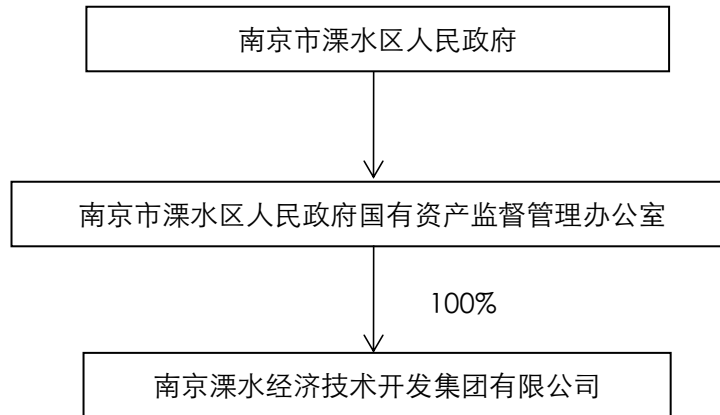 南京市溧水区人民政府
南京市溧水区人民政府国有资产监督管理办公室
100%
南京溧水经济技术开发集团有限公司